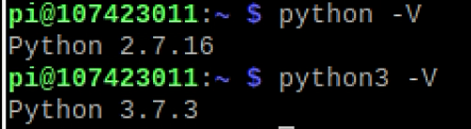 pi@107423011:~ $ python -V
Python 2.7.16
pi@107423011:~ $ python3 -V
Python 3.7.3